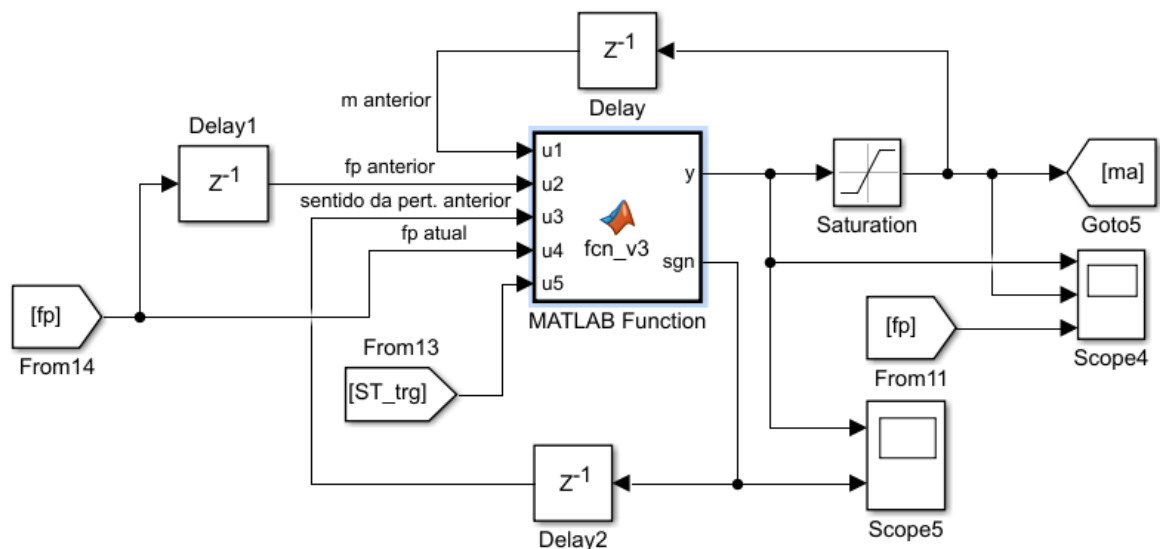 Z-1
Delay
m anterior
Delay1
Z-1
fp anterior
sentido da pert. anterior
fp atual
u1
u2
u3
u4
u5
y
sgn
fcn_v3
MATLAB Function
Saturation
[ma]
Goto5
[fp]
From14
From13
[ST_trg]
[fp]
From11
Scope4
Z-1
Delay2
Scope5